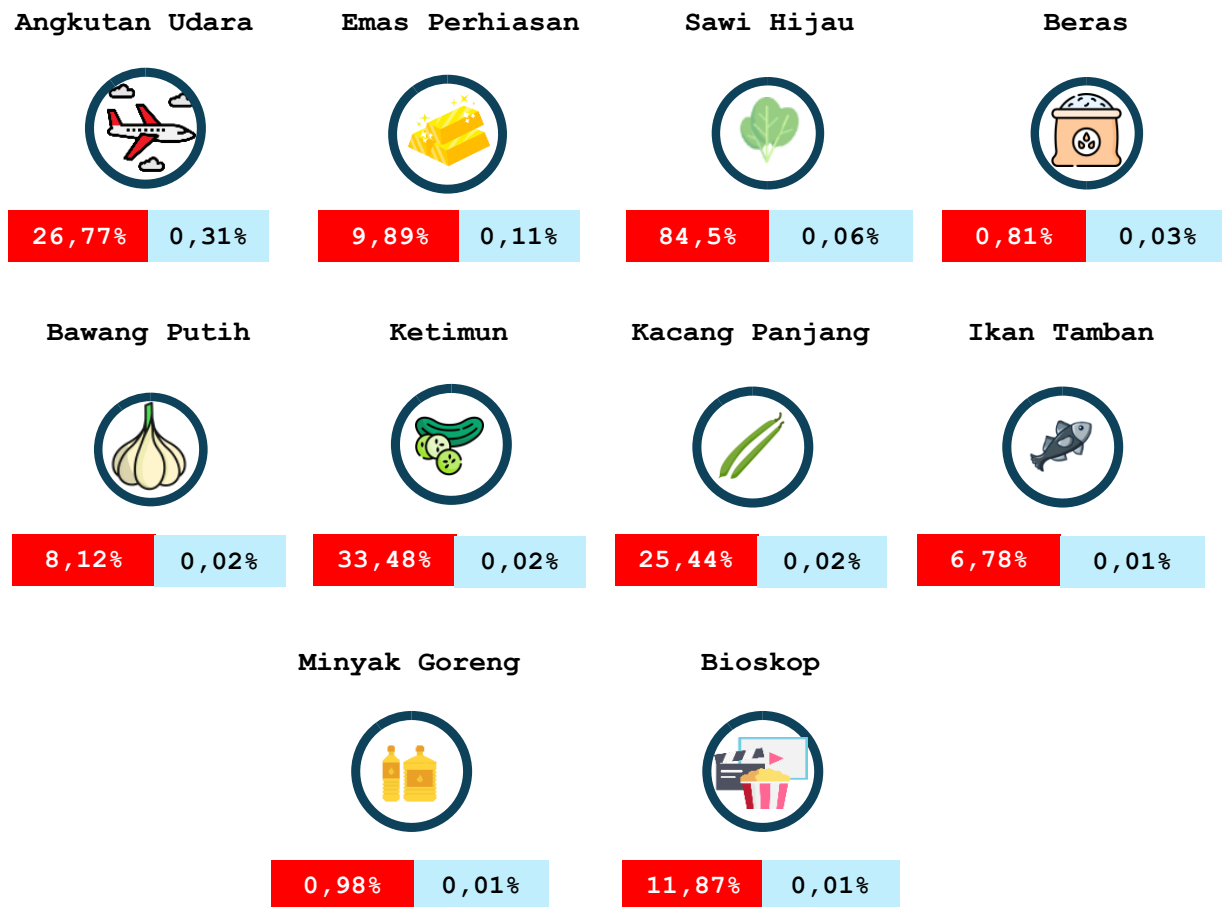 Angkutan Udara Emas Perhiasan Sawi Hijau Beras
26,77% 0,31% 9,89% 0,11% 84,5% 0,06% 0,81% 0,03%
Bawang Putih Ketimun Kacang Panjang Ikan Tamban
8,12% 0,02% 33,48% 0,02% 25,44% 0,02% 6,78% 0,01%
Minyak Goreng Bioskop
0,98% 0,01% 11,87% 0,01%